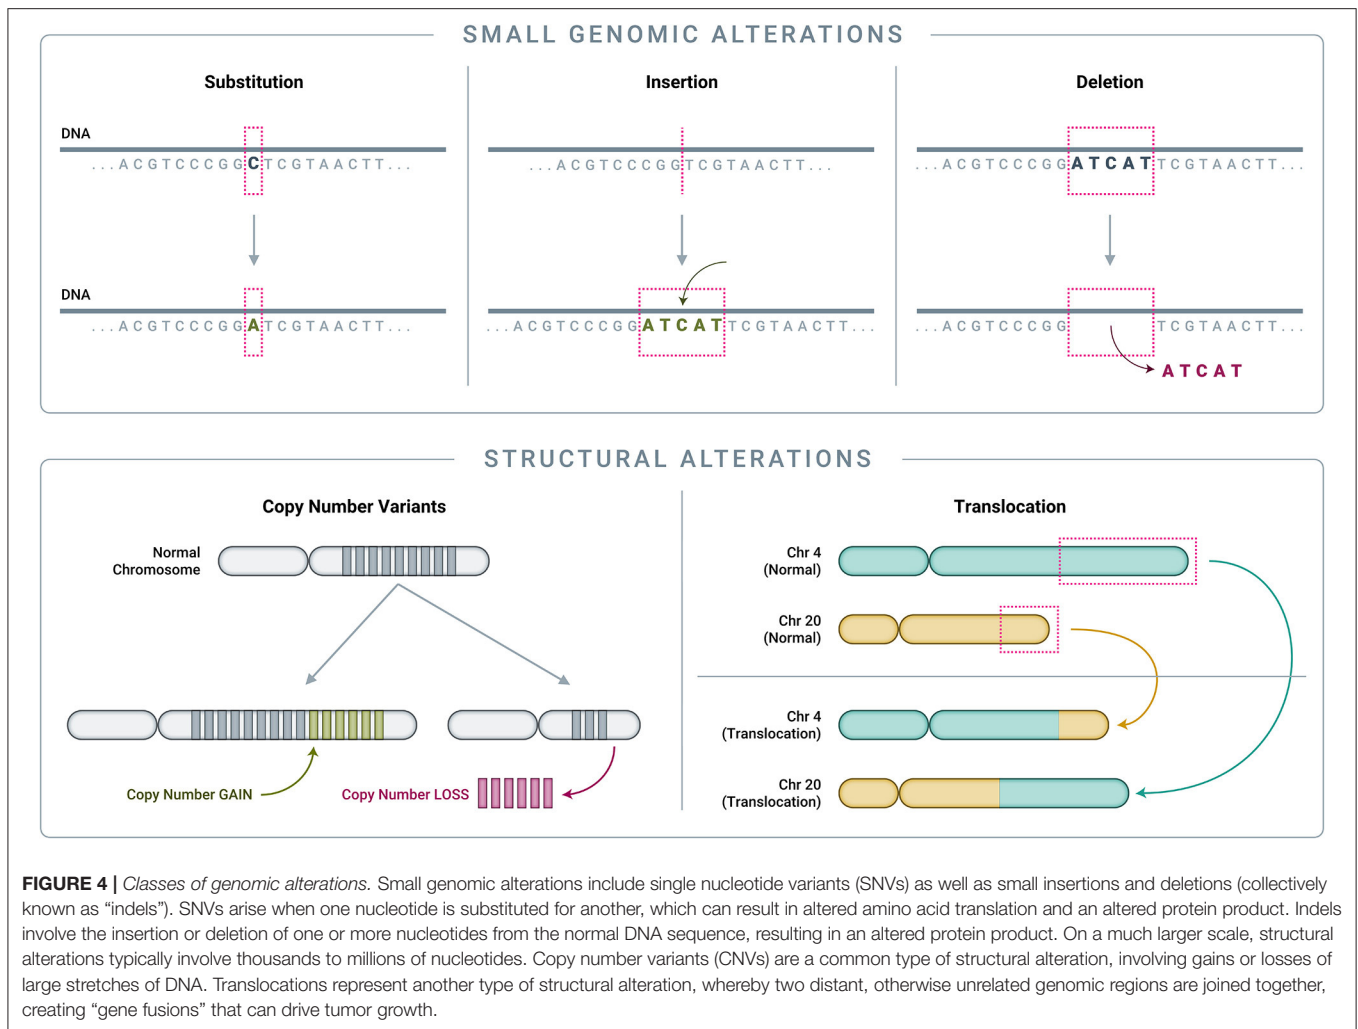 SMALL GENOMIC ALTERATIONS
Substitution
DNA
...ACGTCCCGGCTCGTAACTT...
DNA
...ACGTCCCGGATCGTAACTT...
Insertion
...ACGTCCCGGTCGTAACTT...
...ACGTCCCGGATCATTCGTAACTT...
Deletion
...ACGTCCCGGATCATTCGTAACTT...
...ACGTCCCGG TCGTAACTT...
ATCAT
STRUCTURAL ALTERATIONS
Copy Number Variants
Normal
Chromosome
Copy Number GAIN
Copy Number LOSS
Translocation
Chr 4
(Normal)
Chr 20
(Normal)
Chr 4
(Translocation)
Chr 20
(Translocation)
FIGURE 4 | Classes of genomic alterations. Small genomic alterations include single nucleotide variants (SNVs) as well as small insertions and deletions (collectively
known as “indels”). SNVs arise when one nucleotide is substituted for another, which can result in altered amino acid translation and an altered protein product. Indels
involve the insertion or deletion of one or more nucleotides from the normal DNA sequence, resulting in an altered protein product. On a much larger scale, structural
alterations typically involve thousands to millions of nucleotides. Copy number variants (CNVs) are a common type of structural alteration, involving gains or losses of
large stretches of DNA. Translocations represent another type of structural alteration, whereby two distant, otherwise unrelated genomic regions are joined together,
creating “gene fusions” that can drive tumor growth.